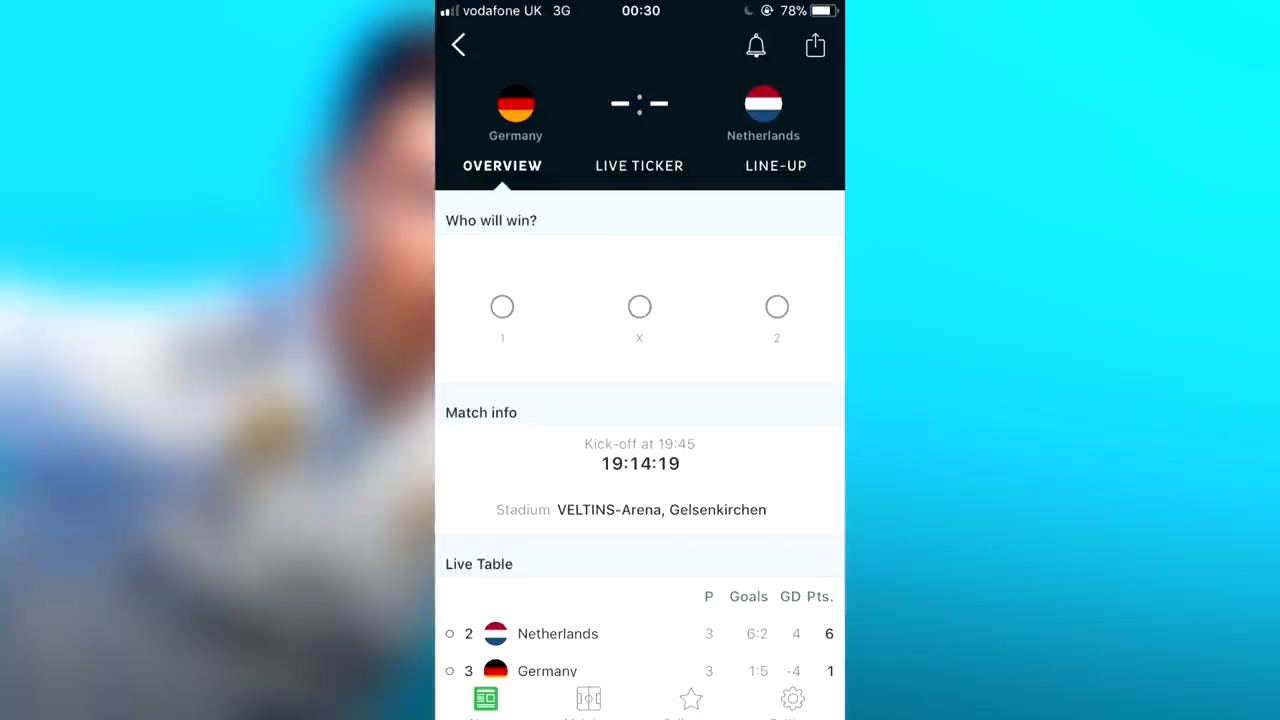 vodafone UK 3G 00:30 78%
– : –
Germany Netherlands
OVERVIEW LIVE TICKER LINE-UP
Who will win?
1 X 2
Match info
Kick-off at 19:45
19:14:19
Stadium VELTINS-Arena, Gelsenkirchen
Live Table
P Goals GD Pts.
2 Netherlands 3 6:2 4 6
3 Germany 3 1:5 -4 1